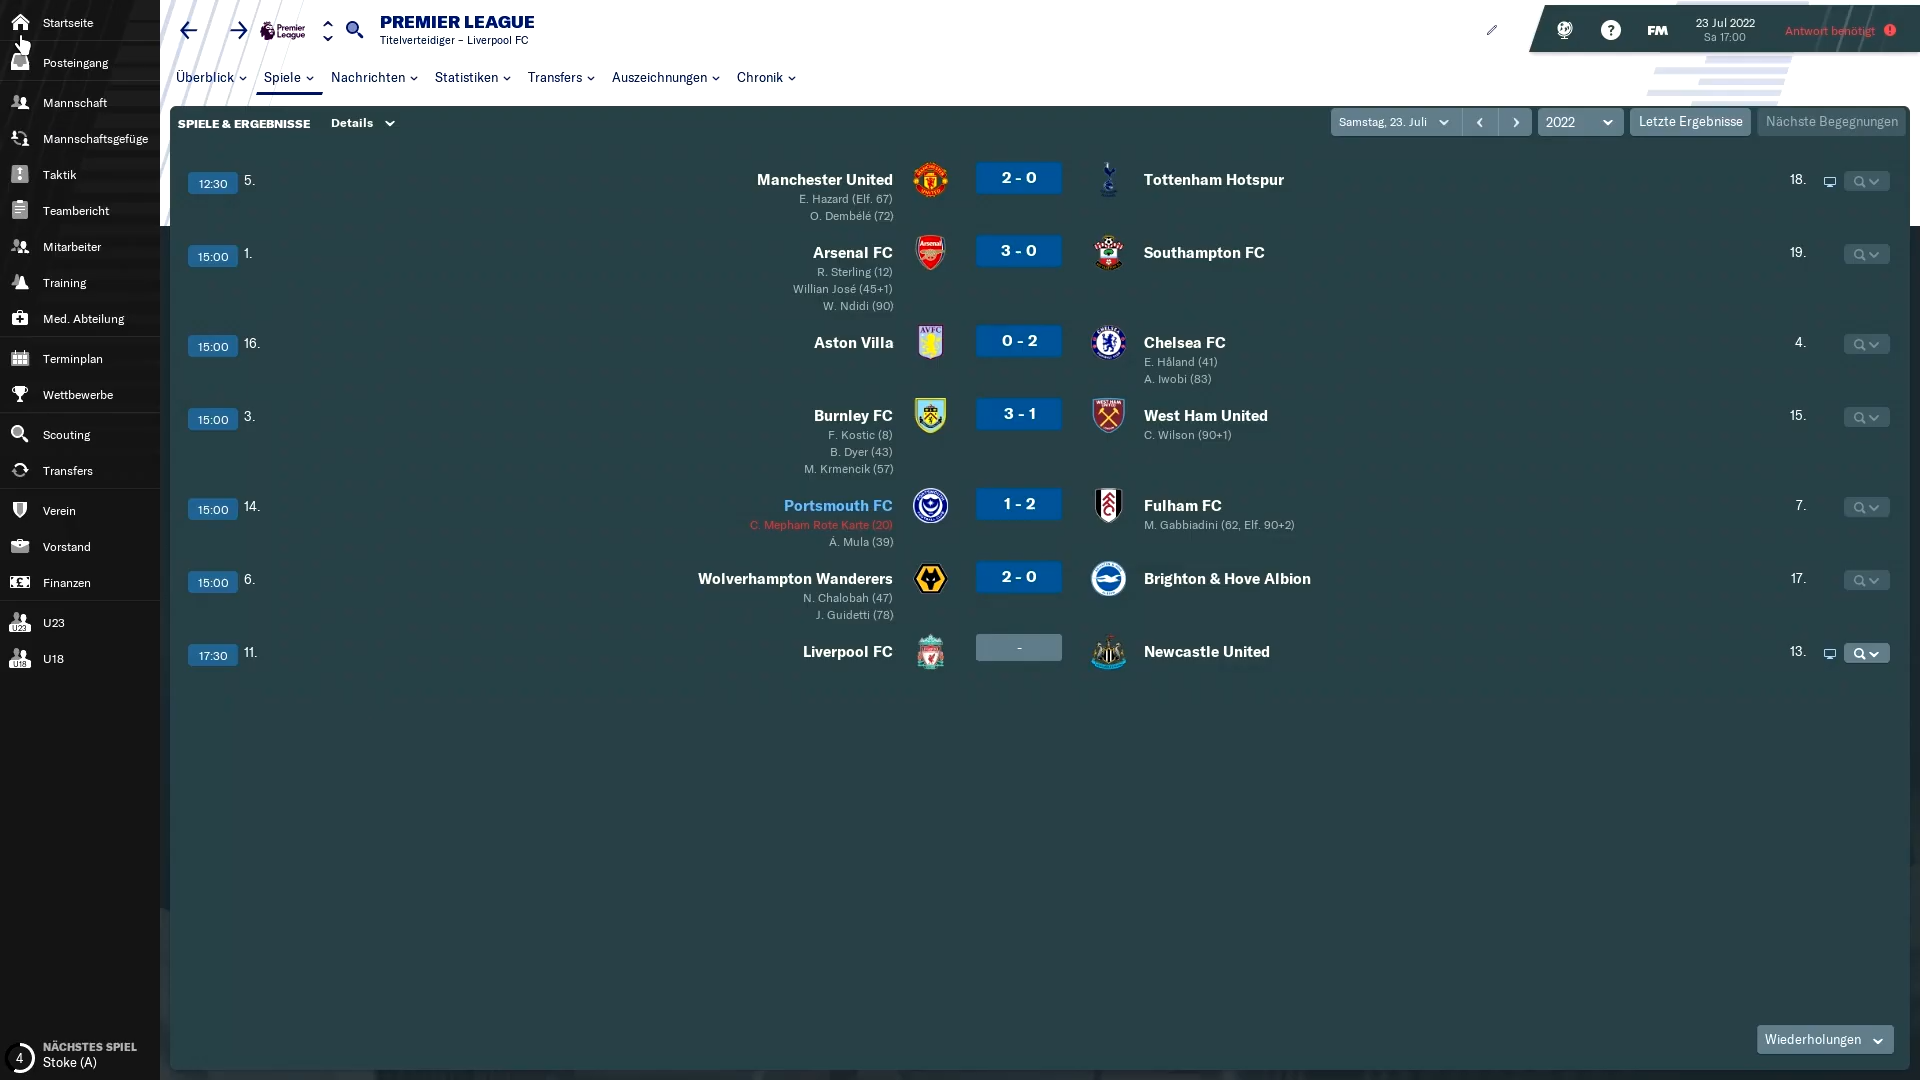 Startseite
Posteingang
Mannschaft
Mannschaftsgefüge
Taktik
Teambericht
Mitarbeiter
Training
Med. Abteilung
Terminplan
Wettbewerbe
Scouting
Transfers
Verein
Vorstand
Finanzen
U23 U23
U18 U18
4 NÄCHSTES SPIEL
Stoke (A)
Premier League
PREMIER LEAGUE
Titelverteidiger – Liverpool FC
? FM 23 Jul 2022
Sa 17:00
Antwort benötigt !
Überblick Spiele Nachrichten Statistiken Transfers Auszeichnungen Chronik
SPIELE & ERGEBNISSE Details Samstag, 23. Juli 2022 Letzte Ergebnisse Nächste Begegnungen
12:30 5. Manchester United 2 - 0 Tottenham Hotspur 18.
E. Hazard (Elf. 67)
O. Dembélé (72)
15:00 1. Arsenal FC Arsenal 3 - 0 Southampton FC 19.
R. Sterling (12)
Willian José (45+1)
W. Ndidi (90)
15:00 16. Aston Villa AVFC 0 - 2 Chelsea FC 4.
E. Håland (41)
A. Iwobi (83)
15:00 3. Burnley FC 3 - 1 West Ham United 15.
F. Kostic (8) C. Wilson (90+1)
B. Dyer (43)
M. Krmencik (57)
15:00 14. Portsmouth FC 1 - 2 Fulham FC 7.
C. Mepham Rote Karte (20) M. Gabbiadini (62, Elf. 90+2)
Á. Mula (39)
15:00 6. Wolverhampton Wanderers 2 - 0 Brighton & Hove Albion 17.
N. Chalobah (47)
J. Guidetti (78)
17:30 11. Liverpool FC - Newcastle United 13.
Wiederholungen